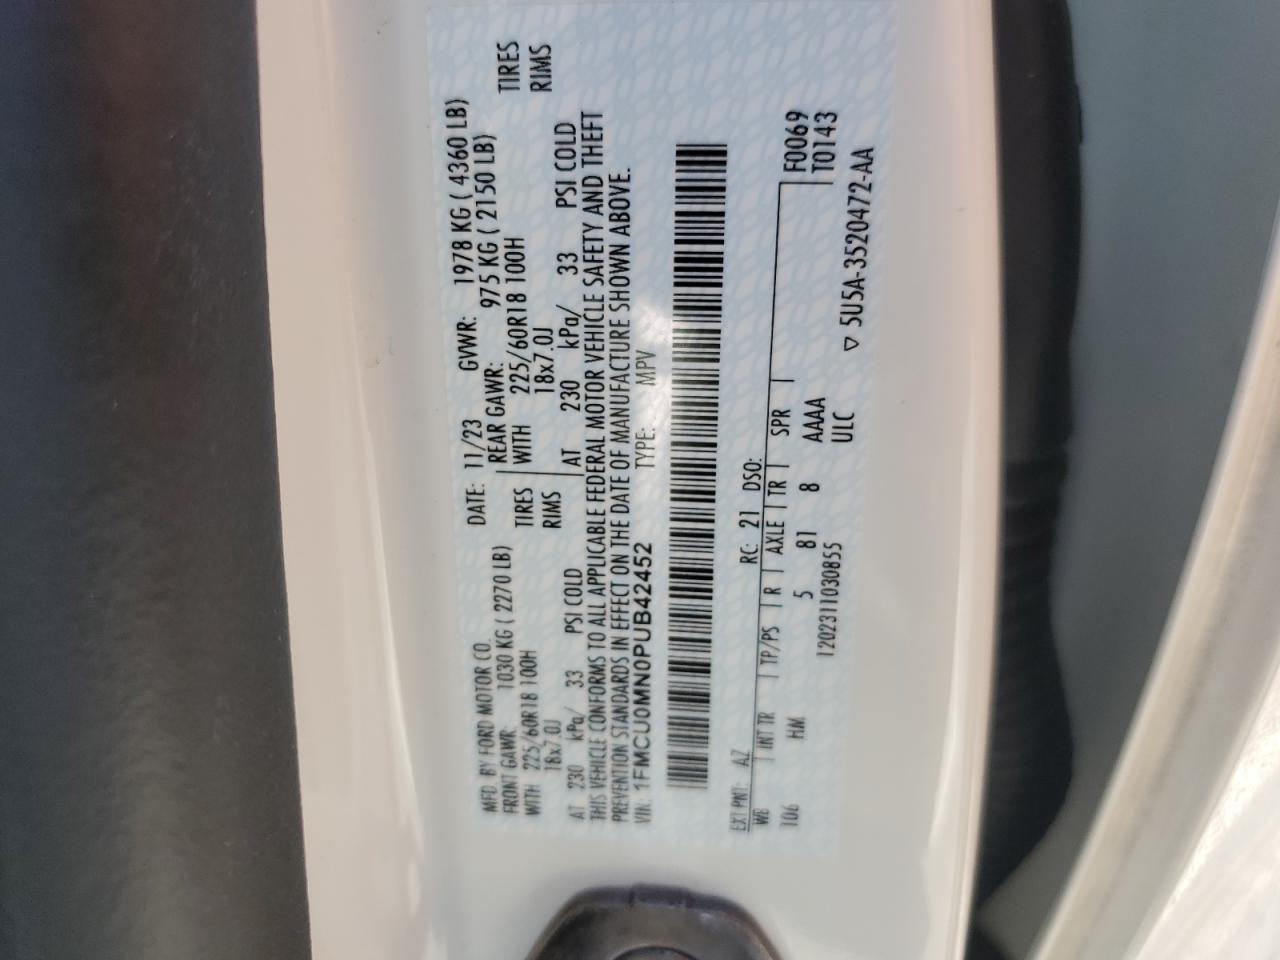 MFD. BY FORD MOTOR CO. DATE: 11/23 GVWR: 1978 KG ( 4360 LB)
FRONT GAWR: 1030 KG ( 2270 LB) REAR GAWR: 975 KG ( 2150 LB)
WITH 225/60R18 100H TIRES WITH 225/60R18 100H TIRES
18x7.0J RIMS 18x7.0J RIMS
AT 230 kPa/ 33 PSI COLD AT 230 kPa/ 33 PSI COLD
THIS VEHICLE CONFORMS TO ALL APPLICABLE FEDERAL MOTOR VEHICLE SAFETY AND THEFT
PREVENTION STANDARDS IN EFFECT ON THE DATE OF MANUFACTURE SHOWN ABOVE.
VIN: 1FMCU0MN0PUB42452 TYPE: MPV
EXT PNT: AZ RC: 21 DSO:
WB INT TR TP/PS R AXLE TR SPR F0069
106 HM 5 81 8 AAAA T0143
1202311030855 ULC
▽ 5U5A-3520472-AA